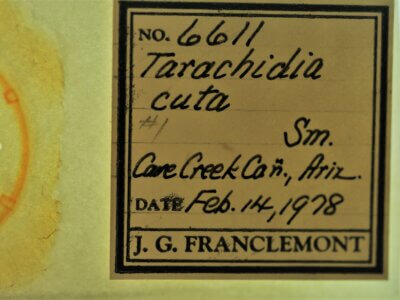 NO. 6611
Tarachidia
cuta
#1
Sm.
Cave Creek Cañ., Ariz.
DATE Feb. 14, 1978
J. G. FRANCLEMONT